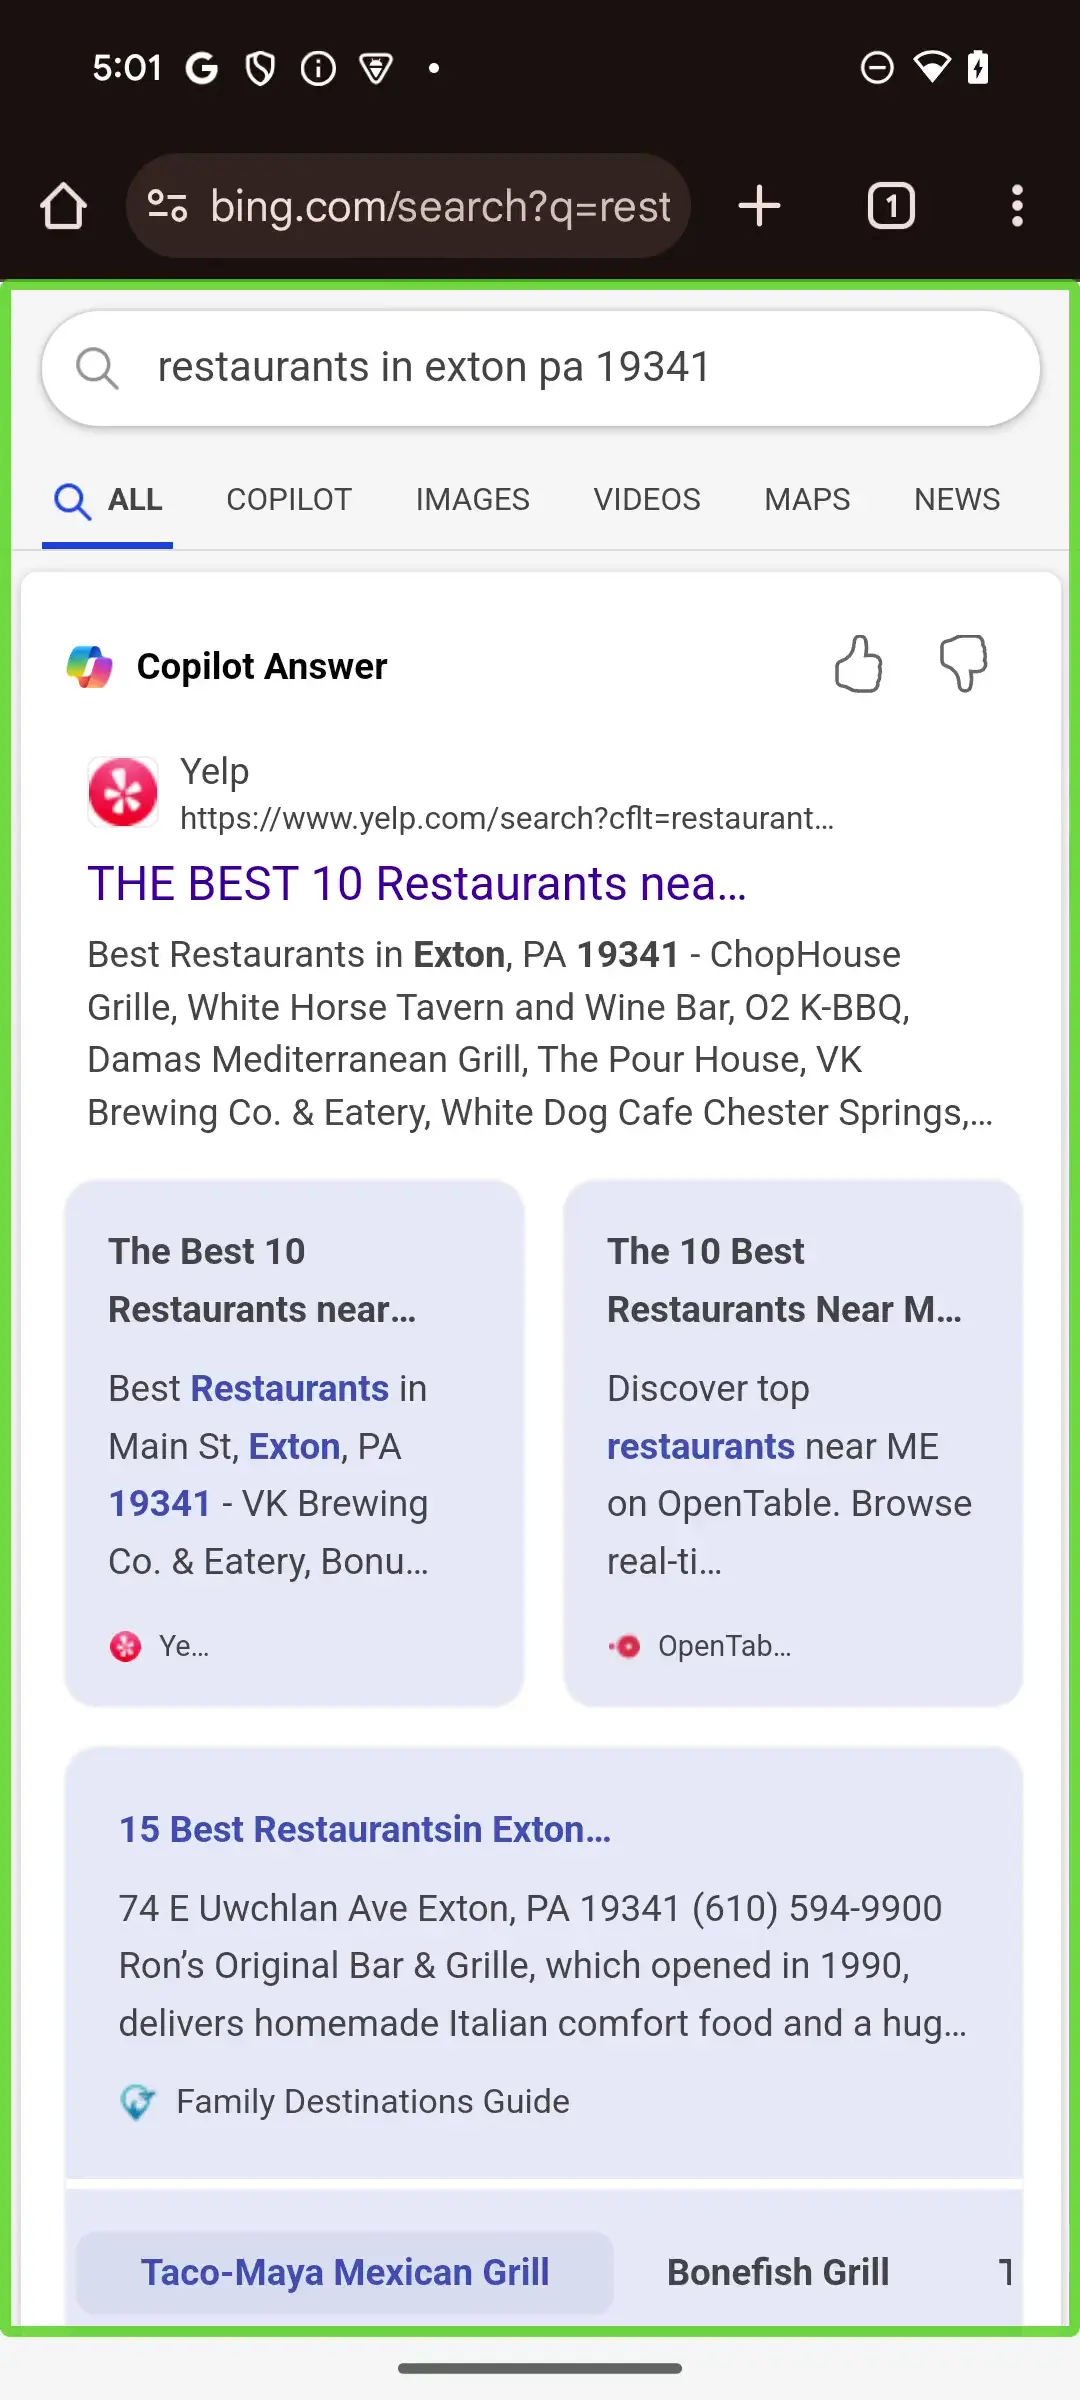 5:01
bing.com/search?q=rest
1
restaurants in exton pa 19341
ALL COPILOT IMAGES VIDEOS MAPS NEWS
Copilot Answer
Yelp
https://www.yelp.com/search?cflt=restaurant...
THE BEST 10 Restaurants nea...
Best Restaurants in Exton, PA 19341 - ChopHouse
Grille, White Horse Tavern and Wine Bar, O2 K-BBQ,
Damas Mediterranean Grill, The Pour House, VK
Brewing Co. & Eatery, White Dog Cafe Chester Springs,...
The Best 10
Restaurants near...
Best Restaurants in
Main St, Exton, PA
19341 - VK Brewing
Co. & Eatery, Bonu...
Ye...
The 10 Best
Restaurants Near M...
Discover top
restaurants near ME
on OpenTable. Browse
real-ti...
OpenTab...
15 Best Restaurantsin Exton...
74 E Uwchlan Ave Exton, PA 19341 (610) 594-9900
Ron’s Original Bar & Grille, which opened in 1990,
delivers homemade Italian comfort food and a hug...
Family Destinations Guide
Taco-Maya Mexican Grill Bonefish Grill